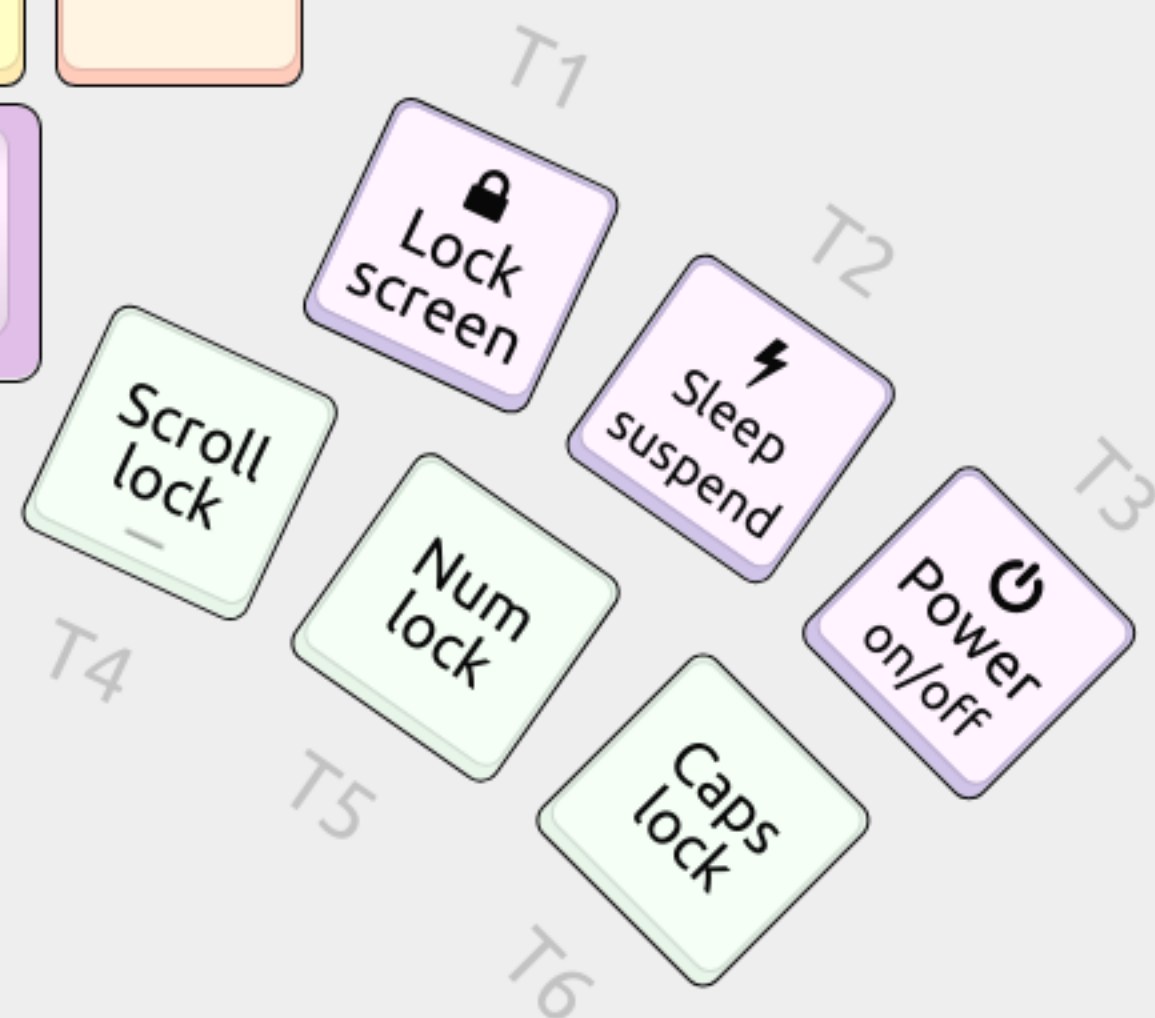 T1
Lock
screen
T2
Sleep
suspend
T3
Power
on/off
Scroll
lock
T4
Num
lock
T5
Caps
lock
T6